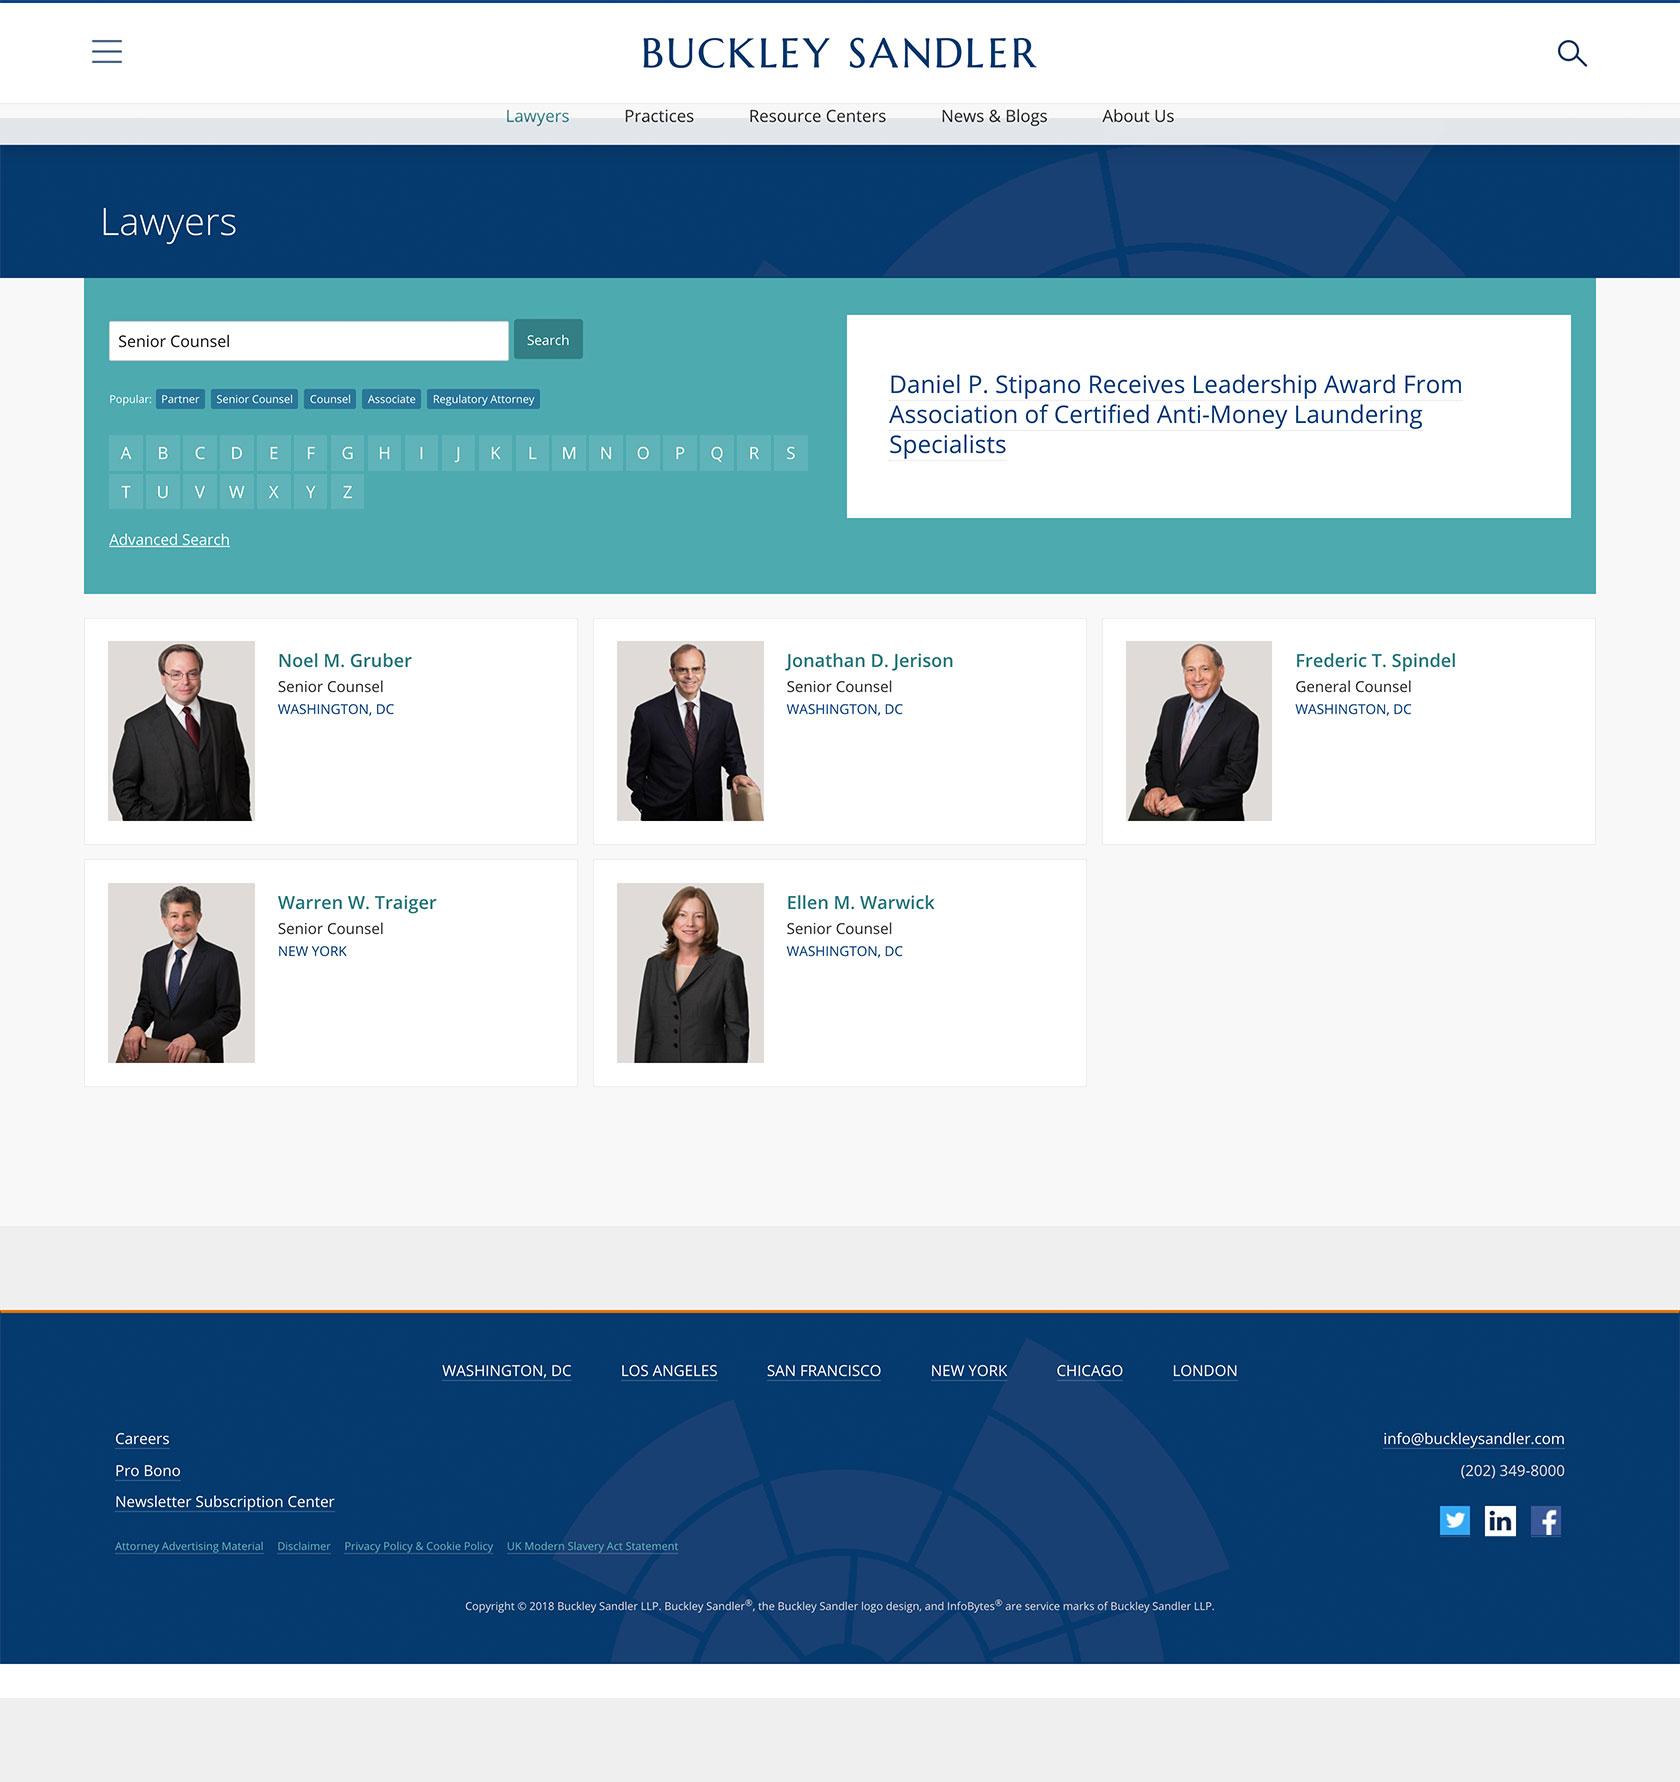 BUCKLEY SANDLER
Lawyers Practices Resource Centers News & Blogs About Us
Lawyers
Senior Counsel Search
Popular: Partner Senior Counsel Counsel Associate Regulatory Attorney
A B C D E F G H I J K L M N O P Q R S
T U V W X Y Z
Advanced Search
Daniel P. Stipano Receives Leadership Award From
Association of Certified Anti-Money Laundering
Specialists
Noel M. Gruber
Senior Counsel
WASHINGTON, DC
Jonathan D. Jerison
Senior Counsel
WASHINGTON, DC
Frederic T. Spindel
General Counsel
WASHINGTON, DC
Warren W. Traiger
Senior Counsel
NEW YORK
Ellen M. Warwick
Senior Counsel
WASHINGTON, DC
WASHINGTON, DC LOS ANGELES SAN FRANCISCO NEW YORK CHICAGO LONDON
Careers
Pro Bono
Newsletter Subscription Center
Attorney Advertising Material Disclaimer Privacy Policy & Cookie Policy UK Modern Slavery Act Statement
info@buckleysandler.com
(202) 349-8000
in f
Copyright © 2018 Buckley Sandler LLP. Buckley Sandler®, the Buckley Sandler logo design, and InfoBytes® are service marks of Buckley Sandler LLP.